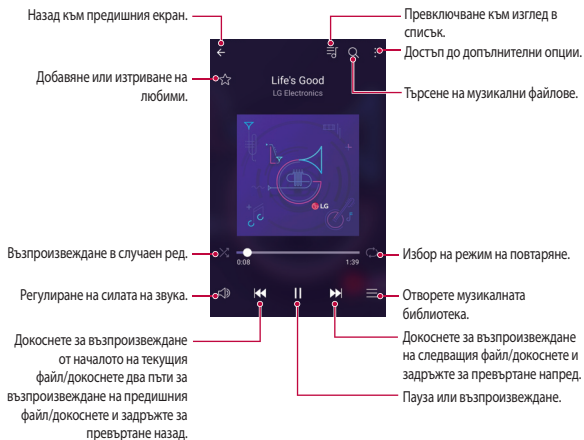 Назад към предишния екран.
Добавяне или изтриване на
любими.
Възпроизвеждане в случаен ред.
Регулиране на силата на звука.
Докоснете за възпроизвеждане
от началото на текущия
файл/докоснете два пъти за
възпроизвеждане на предишния
файл/докоснете и задръжте за
превъртане назад.
Life's Good
LG Electronics
LG
0:08
1:39
Превключване към изглед в
списък.
Достъп до допълнителни опции.
Търсене на музикални файлове.
Избор на режим на повтаряне.
Отворете музикалната
библиотека.
Докоснете за възпроизвеждане
на следващия файл/докоснете и
задръжте за превъртане напред.
Пауза или възпроизвеждане.